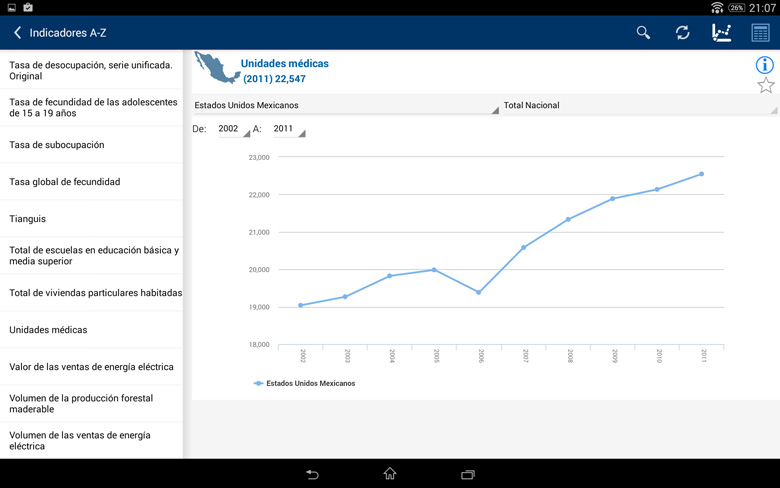 26%
21:07
Indicadores A-Z
Tasa de desocupación, serie unificada.
Original
Tasa de fecundidad de las adolescentes
de 15 a 19 años
Tasa de subocupación
Tasa global de fecundidad
Tianguis
Total de escuelas en educación básica y
media superior
Total de viviendas particulares habitadas
Unidades médicas
Valor de las ventas de energía eléctrica
Volumen de la producción forestal
maderable
Volumen de las ventas de energía
eléctrica
Unidades médicas
(2011) 22,547
Estados Unidos Mexicanos
Total Nacional
De: 2002 A: 2011
23,000
22,000
21,000
20,000
19,000
18,000
2002 2003 2004 2005 2006 2007 2008 2009 2010 2011
Estados Unidos Mexicanos